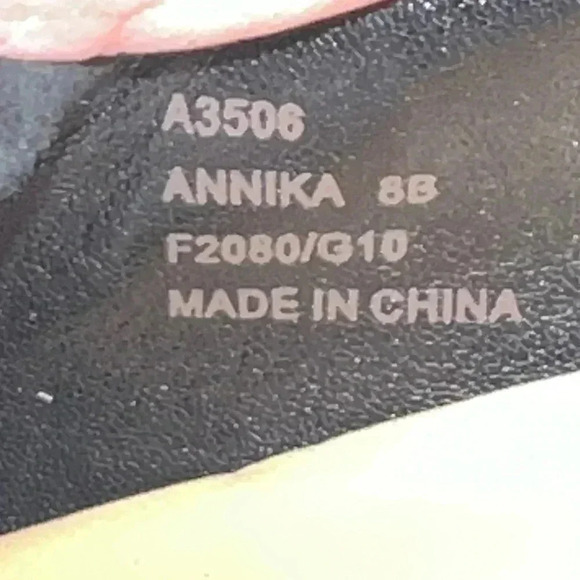 A3506
ANNIKA 8B
F2080/G10
MADE IN CHINA